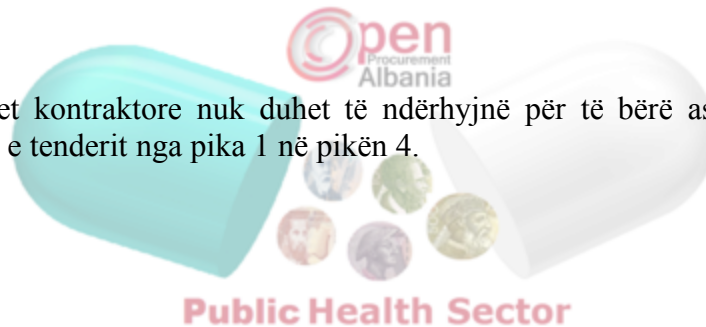 Open
Procurement
Albania
et kontraktore nuk duhet të ndërhyjnë për të bërë as
e tenderit nga pika 1 në pikën 4.
Public Health Sector